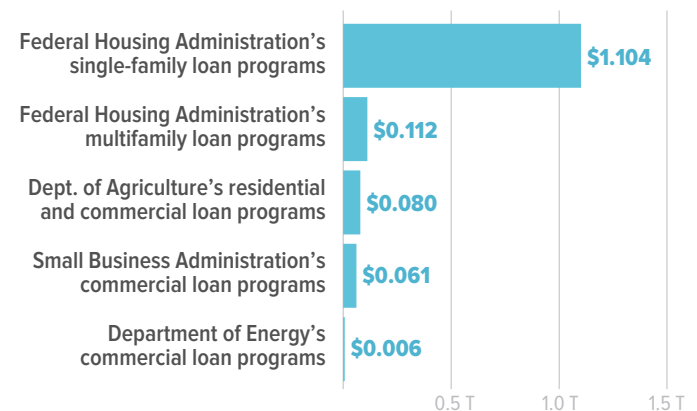 Federal Housing Administration’s
single-family loan programs
$1.104
Federal Housing Administration’s
multifamily loan programs
$0.112
Dept. of Agriculture’s residential
and commercial loan programs
$0.080
Small Business Administration’s
commercial loan programs
$0.061
Department of Energy’s
commercial loan programs
$0.006
0.5 T 1.0 T 1.5 T